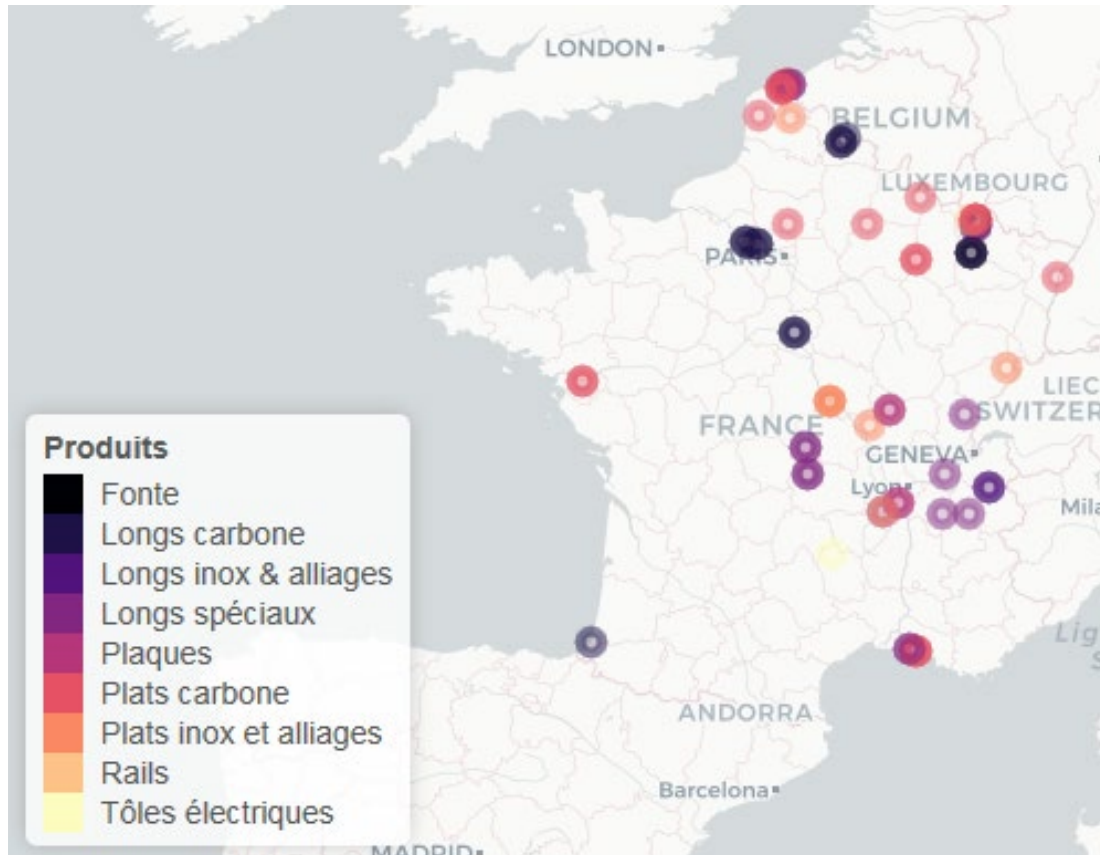 LONDON
BELGIUM
LUXEMBOURG
PARIS
LIEC
SWITZER
FRANCE
GENEVA
Lyon
Mila
Produits
Fonte
Longs carbone
Longs inox & alliages
Longs spéciaux
Plaques
Plats carbone
Plats inox et alliages
Rails
Tôles électriques
Lig
S
ANDORRA
Barcelona
MADRID